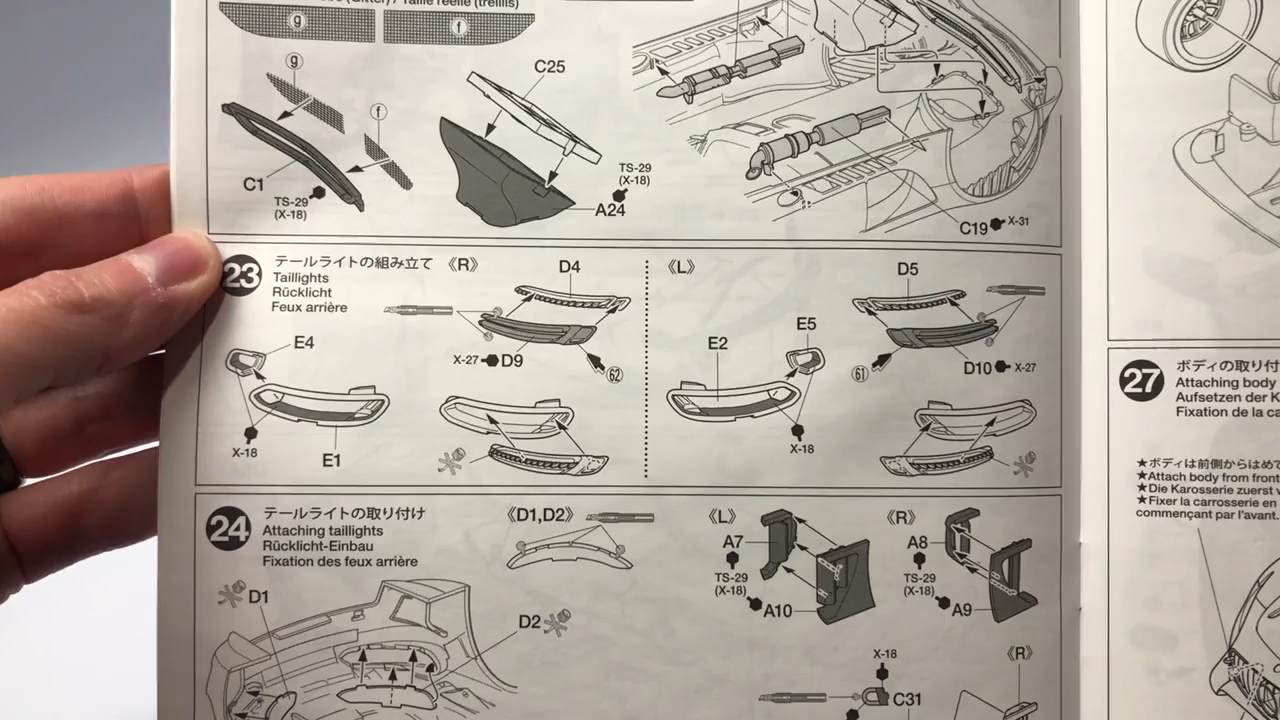 (Gitter) / Taille réelle (treillis)
g
f
g
f
C25
C1
TS-29
(X-18)
TS-29
(X-18)
A24
C19
X-31
23
テールライトの組み立て
Taillights
Rücklicht
Feux arrière
《R》
D4
X-27
D9
62
E4
X-18
E1
《L》
D5
E5
E2
61
D10
X-27
X-18
24
テールライトの取り付け
Attaching taillights
Rücklicht-Einbau
Fixation des feux arrière
《D1,D2》
D1
D2
《L》
A7
TS-29
(X-18)
A10
《R》
A8
TS-29
(X-18)
A9
X-18
C31
《R》
27
ボディの取り付
Attaching body
Aufsetzen der K
Fixation de la ca
★ボディは前側からはめて
★Attach body from front
★Die Karosserie zuerst v
★Fixer la carrosserie en
commençant par l'avant.